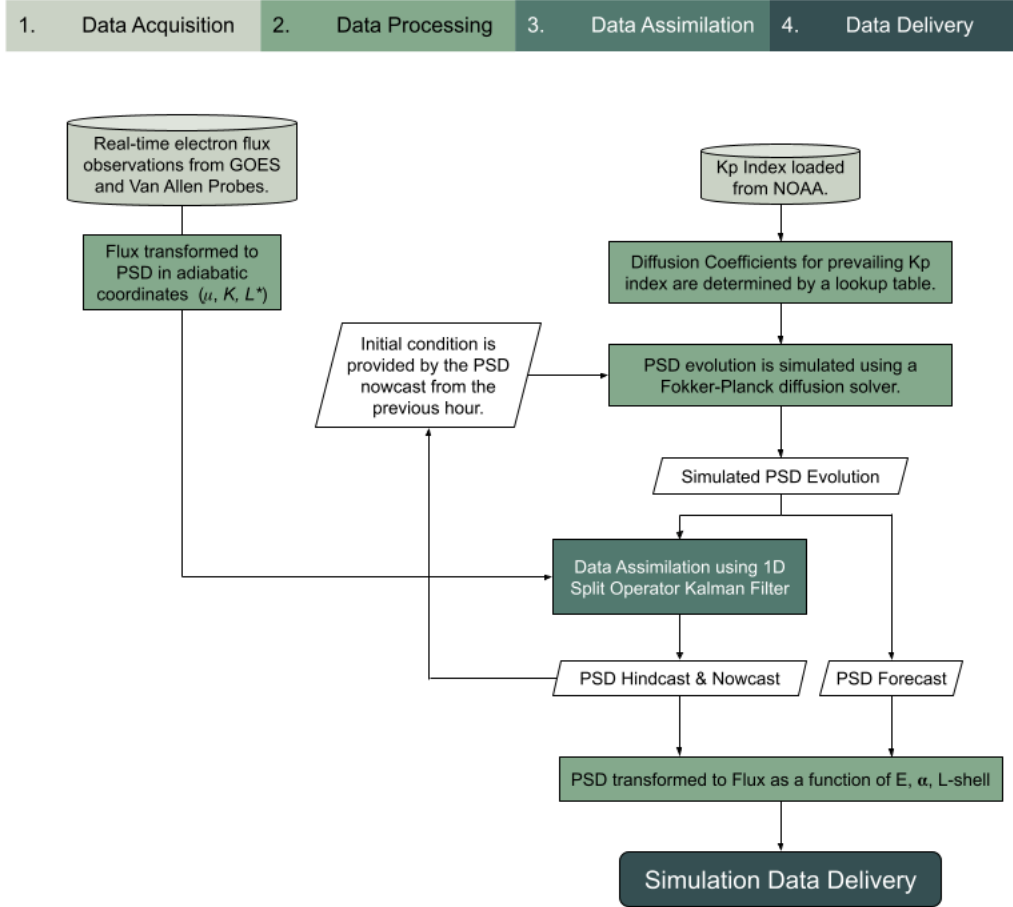 1. Data Acquisition
2. Data Processing
3. Data Assimilation
4. Data Delivery
Real-time electron flux
observations from GOES
and Van Allen Probes.
Kp Index loaded
from NOAA.
Flux transformed to
PSD in adiabatic
coordinates (μ, K, L*)
Diffusion Coefficients for prevailing Kp
index are determined by a lookup table.
Initial condition is
provided by the PSD
nowcast from the
previous hour.
PSD evolution is simulated using a
Fokker-Planck diffusion solver.
Simulated PSD Evolution
Data Assimilation using 1D
Split Operator Kalman Filter
PSD Hindcast & Nowcast
PSD Forecast
PSD transformed to Flux as a function of E, α, L-shell
Simulation Data Delivery